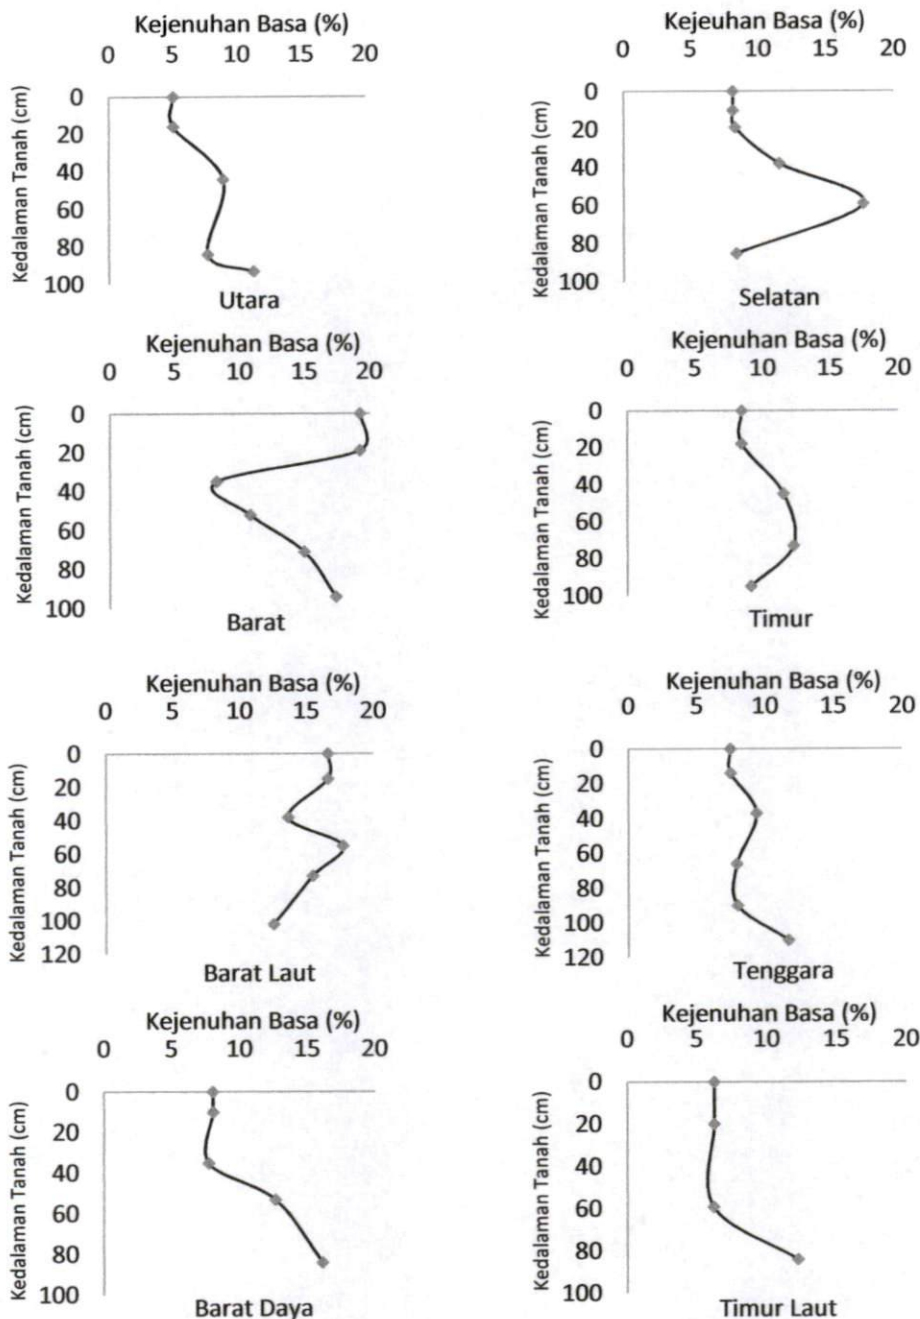 Kejenuhan Basa (%)
0 5 10 15 20
Kedalaman Tanah (cm)
0
20
40
60
80
100
Utara
Kejeuhan Basa (%)
0 5 10 15 20
Kedalaman Tanah (cm)
0
20
40
60
80
100
Selatan
Kejenuhan Basa (%)
0 5 10 15 20
Kedalaman Tanah (cm)
0
20
40
60
80
100
Barat
Kejenuhan Basa (%)
0 5 10 15 20
Kedalaman Tanah (cm)
0
20
40
60
80
100
Timur
Kejenuhan Basa (%)
0 5 10 15 20
Kedalaman Tanah (cm)
0
20
40
60
80
100
120
Barat Laut
Kejenuhan Basa (%)
0 5 10 15 20
Kedalaman Tanah (cm)
0
20
40
60
80
100
120
Tenggara
Kejenuhan Basa (%)
0 5 10 15 20
Kedalaman Tanah (cm)
0
20
40
60
80
100
Barat Daya
Kejenuhan Basa (%)
0 5 10 15 20
Kedalaman Tanah (cm)
0
20
40
60
80
100
Timur Laut